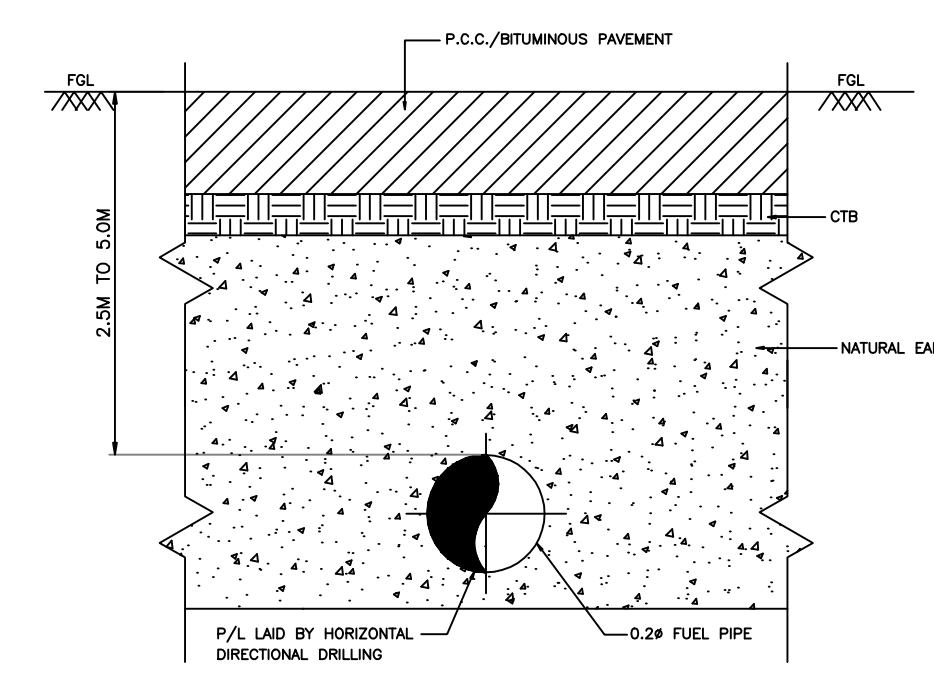 P.C.C./BITUMINOUS PAVEMENT
FGL
FGL
2.5M TO 5.0M
CTB
NATURAL
P/L LAID BY HORIZONTAL
DIRECTIONAL DRILLING
0.2ø FUEL PIPE